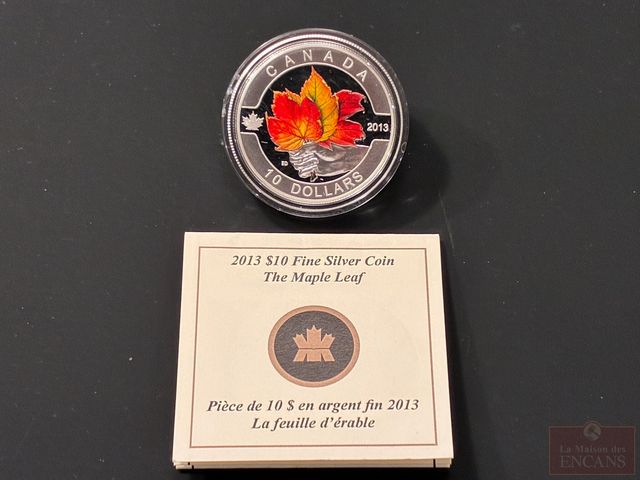 CANADA
2013
10 DOLLARS
2013 $10 Fine Silver Coin
The Maple Leaf
Pièce de 10 $ en argent fin 2013
La feuille d'érable
La Maison des
ENCANS